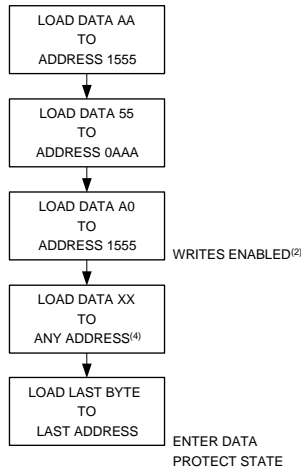 LOAD DATA AA
TO
ADDRESS 1555
LOAD DATA 55
TO
ADDRESS 0AAA
LOAD DATA A0
TO
ADDRESS 1555
WRITES ENABLED(2)
LOAD DATA XX
TO
ANY ADDRESS(4)
LOAD LAST BYTE
TO
LAST ADDRESS
ENTER DATA
PROTECT STATE